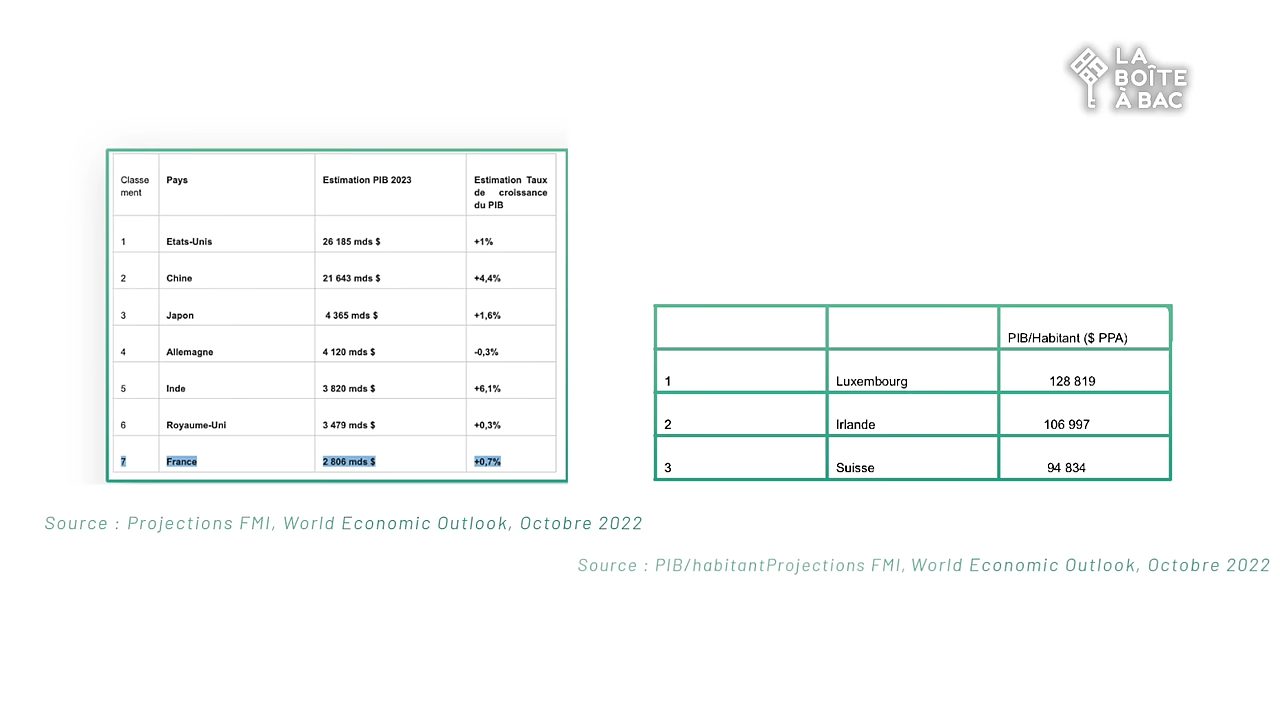 LA
BOÎTE
À BAC
Classe
ment
Pays
Estimation PIB 2023
Estimation Taux
de croissance
du PIB
1 Etats-Unis 26 185 mds $ +1%
2 Chine 21 643 mds $ +4,4%
3 Japon 4 365 mds $ +1,6%
4 Allemagne 4 120 mds $ -0,3%
5 Inde 3 820 mds $ +6,1%
6 Royaume-Uni 3 479 mds $ +0,3%
7 France 2 806 mds $ +0,7%
Source : Projections FMI, World Economic Outlook, Octobre 2022
PIB/Habitant ($ PPA)
1 Luxembourg 128 819
2 Irlande 106 997
3 Suisse 94 834
Source : PIB/habitantProjections FMI, World Economic Outlook, Octobre 2022